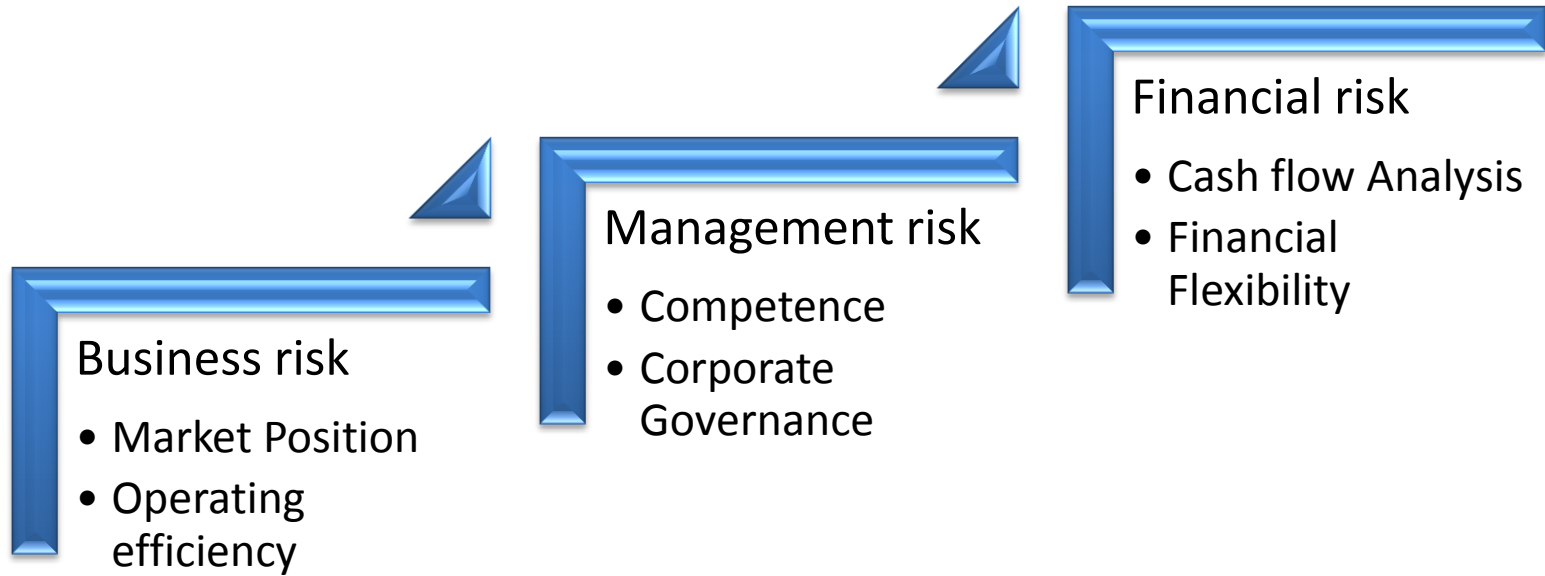 Business risk
• Market Position
• Operating
efficiency
Management risk
• Competence
• Corporate
Governance
Financial risk
• Cash flow Analysis
• Financial
Flexibility